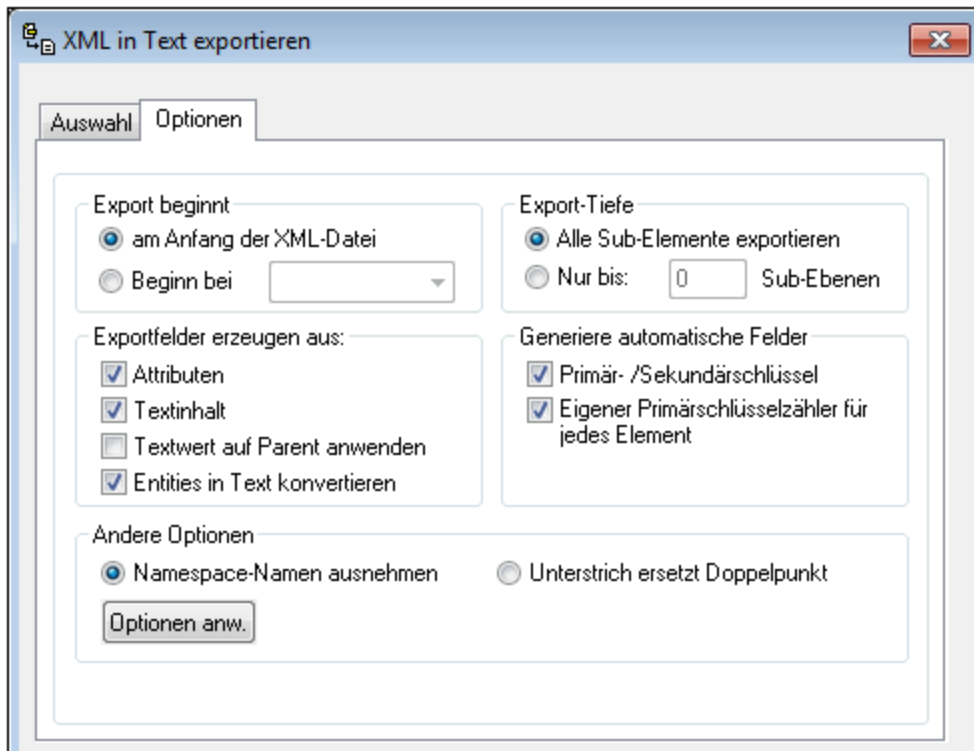 XML in Text exportieren
Auswahl
Optionen
Export beginnt
am Anfang der XML-Datei
Beginn bei
Export-Tiefe
Alle Sub-Elemente exportieren
Nur bis: 0 Sub-Ebenen
Exportfelder erzeugen aus:
Attributen
Textinhalt
Textwert auf Parent anwenden
Entities in Text konvertieren
Generiere automatische Felder
Primär- /Sekundärschlüssel
Eigener Primärschlüsselzähler für
jedes Element
Andere Optionen
Namespace-Namen ausnehmen
Unterstrich ersetzt Doppelpunkt
Optionen anw.